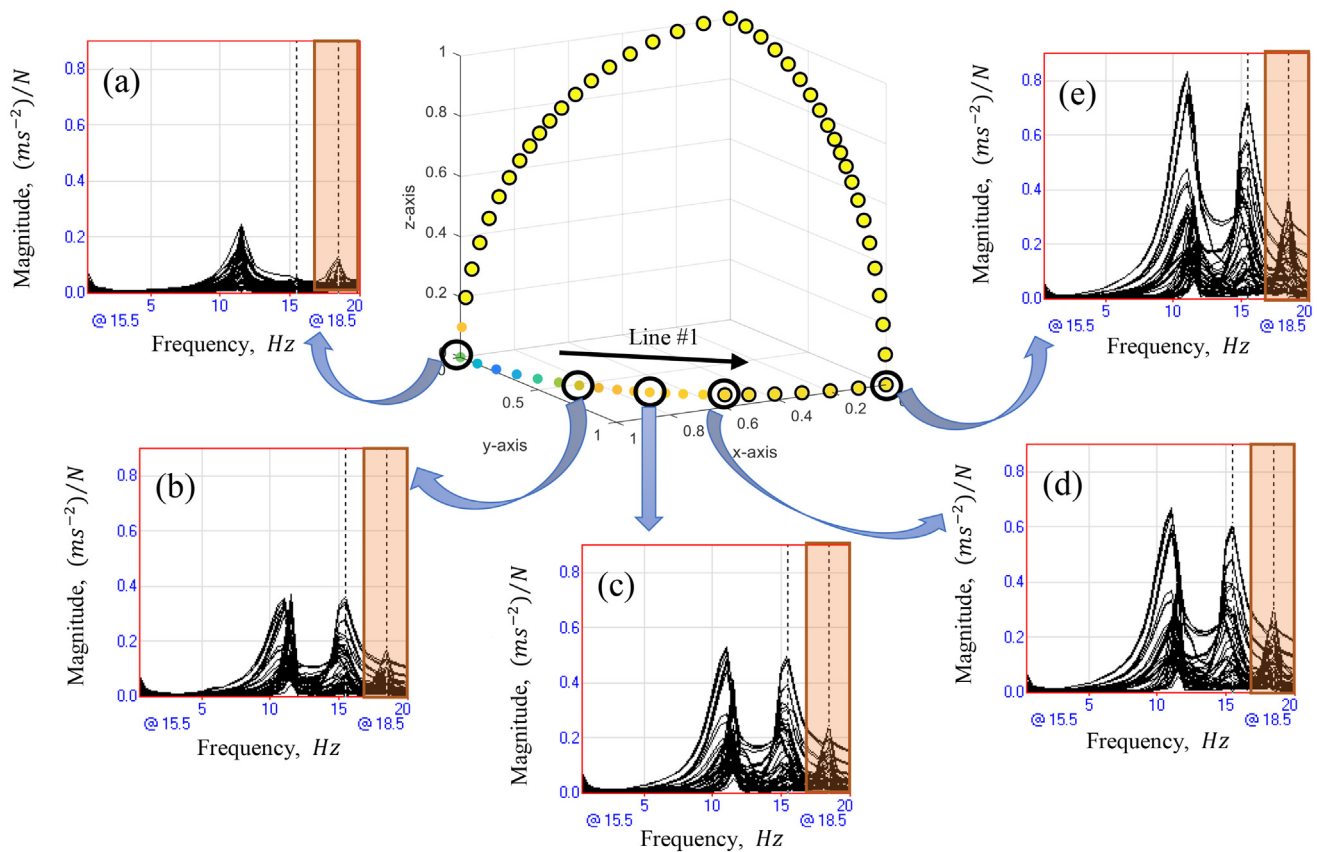 (a)
Magnitude, (ms⁻²)/N
0.8
0.6
0.4
0.2
0.0
5 10 15 20
@ 15.5 @ 18.5
Frequency, Hz
z-axis
1
0.8
0.6
0.4
0.2
0
0.5
1
y-axis
1 0.8 0.6 0.4 0.2 0
x-axis
Line #1
(e)
Magnitude, (ms⁻²)/N
0.8
0.6
0.4
0.2
0.0
5 10 15 20
@ 15.5 @ 18.5
Frequency, Hz
(b)
Magnitude, (ms⁻²)/N
0.8
0.6
0.4
0.2
0.0
5 10 15 20
@ 15.5 @ 18.5
Frequency, Hz
(c)
Magnitude, (ms⁻²)/N
0.8
0.6
0.4
0.2
0.0
5 10 15 20
@ 15.5 @ 18.5
Frequency, Hz
(d)
Magnitude, (ms⁻²)/N
0.8
0.6
0.4
0.2
0.0
5 10 15 20
@ 15.5 @ 18.5
Frequency, Hz